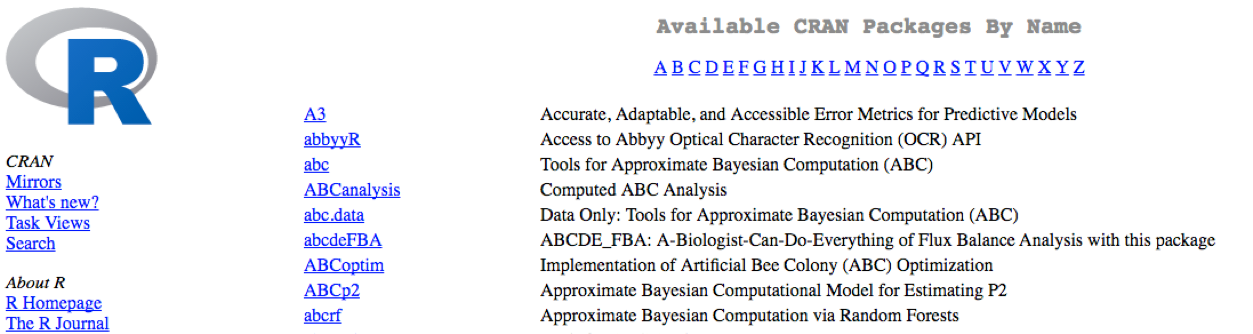 R
CRAN
Mirrors
What's new?
Task Views
Search
About R
R Homepage
The R Journal
Available CRAN Packages By Name
A B C D E F G H I J K L M N O P Q R S T U V W X Y Z
A3 Accurate, Adaptable, and Accessible Error Metrics for Predictive Models
abbyyR Access to Abbyy Optical Character Recognition (OCR) API
abc Tools for Approximate Bayesian Computation (ABC)
ABCanalysis Computed ABC Analysis
abc.data Data Only: Tools for Approximate Bayesian Computation (ABC)
abcdeFBA ABCDE_FBA: A-Biologist-Can-Do-Everything of Flux Balance Analysis with this package
ABCoptim Implementation of Artificial Bee Colony (ABC) Optimization
ABCp2 Approximate Bayesian Computational Model for Estimating P2
abcrf Approximate Bayesian Computation via Random Forests